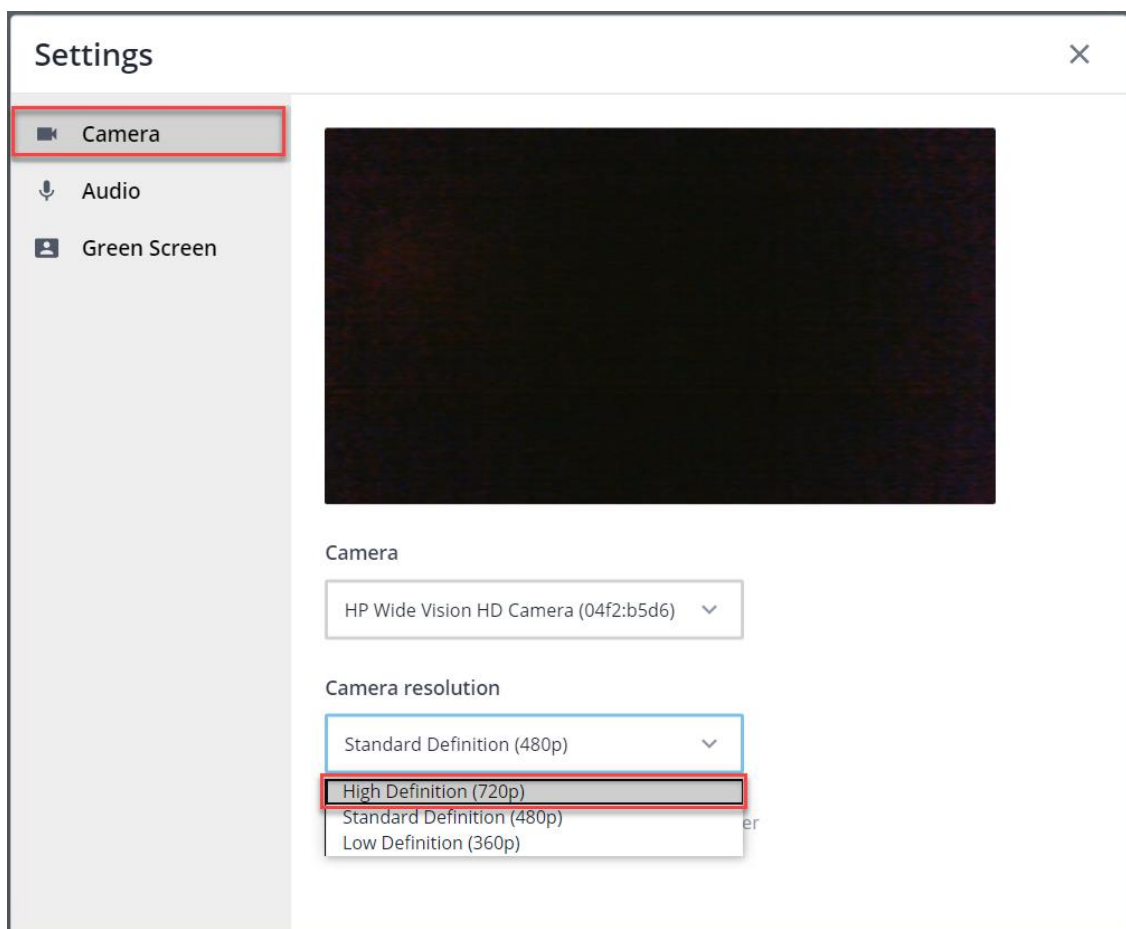 Settings
Camera
Audio
Green Screen
Camera
HP Wide Vision HD Camera (04f2:b5d6)
Camera resolution
Standard Definition (480p)
High Definition (720p)
Standard Definition (480p)
Low Definition (360p)